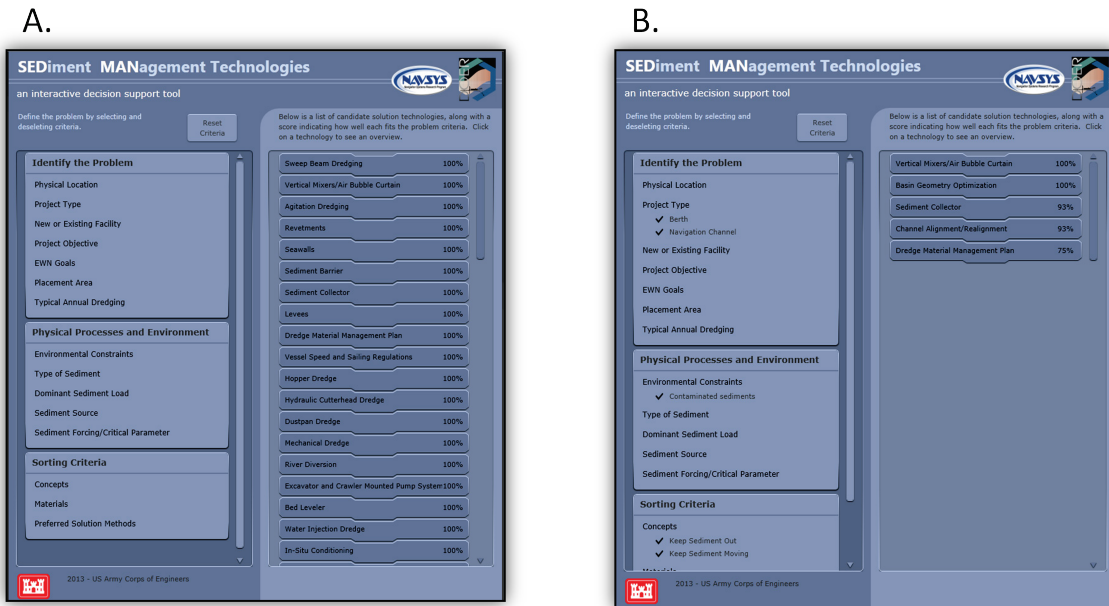 A.
SEDiment MANagement Technologies
NAVSYS
an interactive decision support tool
Define the problem by selecting and
deseleting criteria.
Reset
Criteria
Below is a list of candidate solution technologies, along with a
score indicating how well each fits the problem criteria. Click
on a technology to see an overview.
Identify the Problem
Physical Location
Project Type
New or Existing Facility
Project Objective
EWN Goals
Placement Area
Typical Annual Dredging
Physical Processes and Environment
Environmental Constraints
Type of Sediment
Dominant Sediment Load
Sediment Source
Sediment Forcing/Critical Parameter
Sorting Criteria
Concepts
Materials
Preferred Solution Methods
Sweep Beam Dredging 100%
Vertical Mixers/Air Bubble Curtain 100%
Agitation Dredging 100%
Revetments 100%
Seawalls 100%
Sediment Barrier 100%
Sediment Collector 100%
Levees 100%
Dredge Material Management Plan 100%
Vessel Speed and Sailing Regulations 100%
Hopper Dredge 100%
Hydraulic Cutterhead Dredge 100%
Dustpan Dredge 100%
Mechanical Dredge 100%
River Diversion 100%
Excavator and Crawler Mounted Pump System 100%
Bed Leveler 100%
Water Injection Dredge 100%
In-Situ Conditioning 100%
2013 - US Army Corps of Engineers
B.
SEDiment MANagement Technologies
NAVSYS
an interactive decision support tool
Define the problem by selecting and
deseleting criteria.
Reset
Criteria
Below is a list of candidate solution technologies, along with a
score indicating how well each fits the problem criteria. Click
on a technology to see an overview.
Identify the Problem
Physical Location
Project Type
Berth
Navigation Channel
New or Existing Facility
Project Objective
EWN Goals
Placement Area
Typical Annual Dredging
Physical Processes and Environment
Environmental Constraints
Contaminated sediments
Type of Sediment
Dominant Sediment Load
Sediment Source
Sediment Forcing/Critical Parameter
Sorting Criteria
Concepts
Keep Sediment Out
Keep Sediment Moving
Vertical Mixers/Air Bubble Curtain 100%
Basin Geometry Optimization 100%
Sediment Collector 93%
Channel Alignment/Realignment 93%
Dredge Material Management Plan 75%
2013 - US Army Corps of Engineers